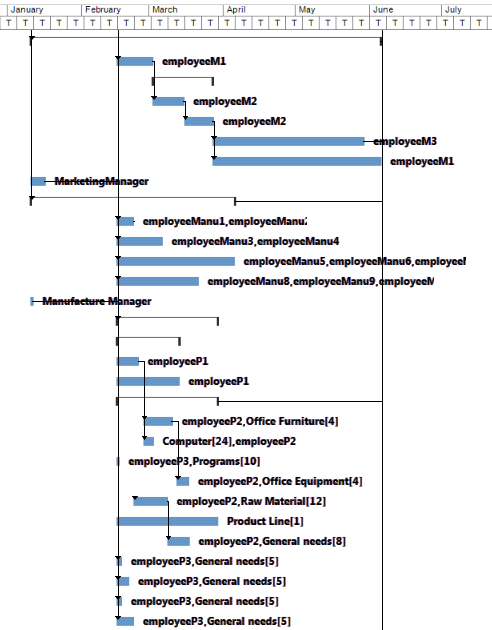 January February March April May June July
T T T T T T T T T T T T T T T T T T T T T T T T T T T T
employeeM1
employeeM2
employeeM2
employeeM3
employeeM1
MarketingManager
employeeManu1,employeeManu2
employeeManu3,employeeManu4
employeeManu5,employeeManu6,employee
employeeManu8,employeeManu9,employeeM
Manufacture Manager
employeeP1
employeeP1
employeeP2,Office Furniture[4]
Computer[24],employeeP2
employeeP3,Programs[10]
employeeP2,Office Equipment[4]
employeeP2,Raw Material[12]
Product Line[1]
employeeP2,General needs[8]
employeeP3,General needs[5]
employeeP3,General needs[5]
employeeP3,General needs[5]
employeeP3,General needs[5]